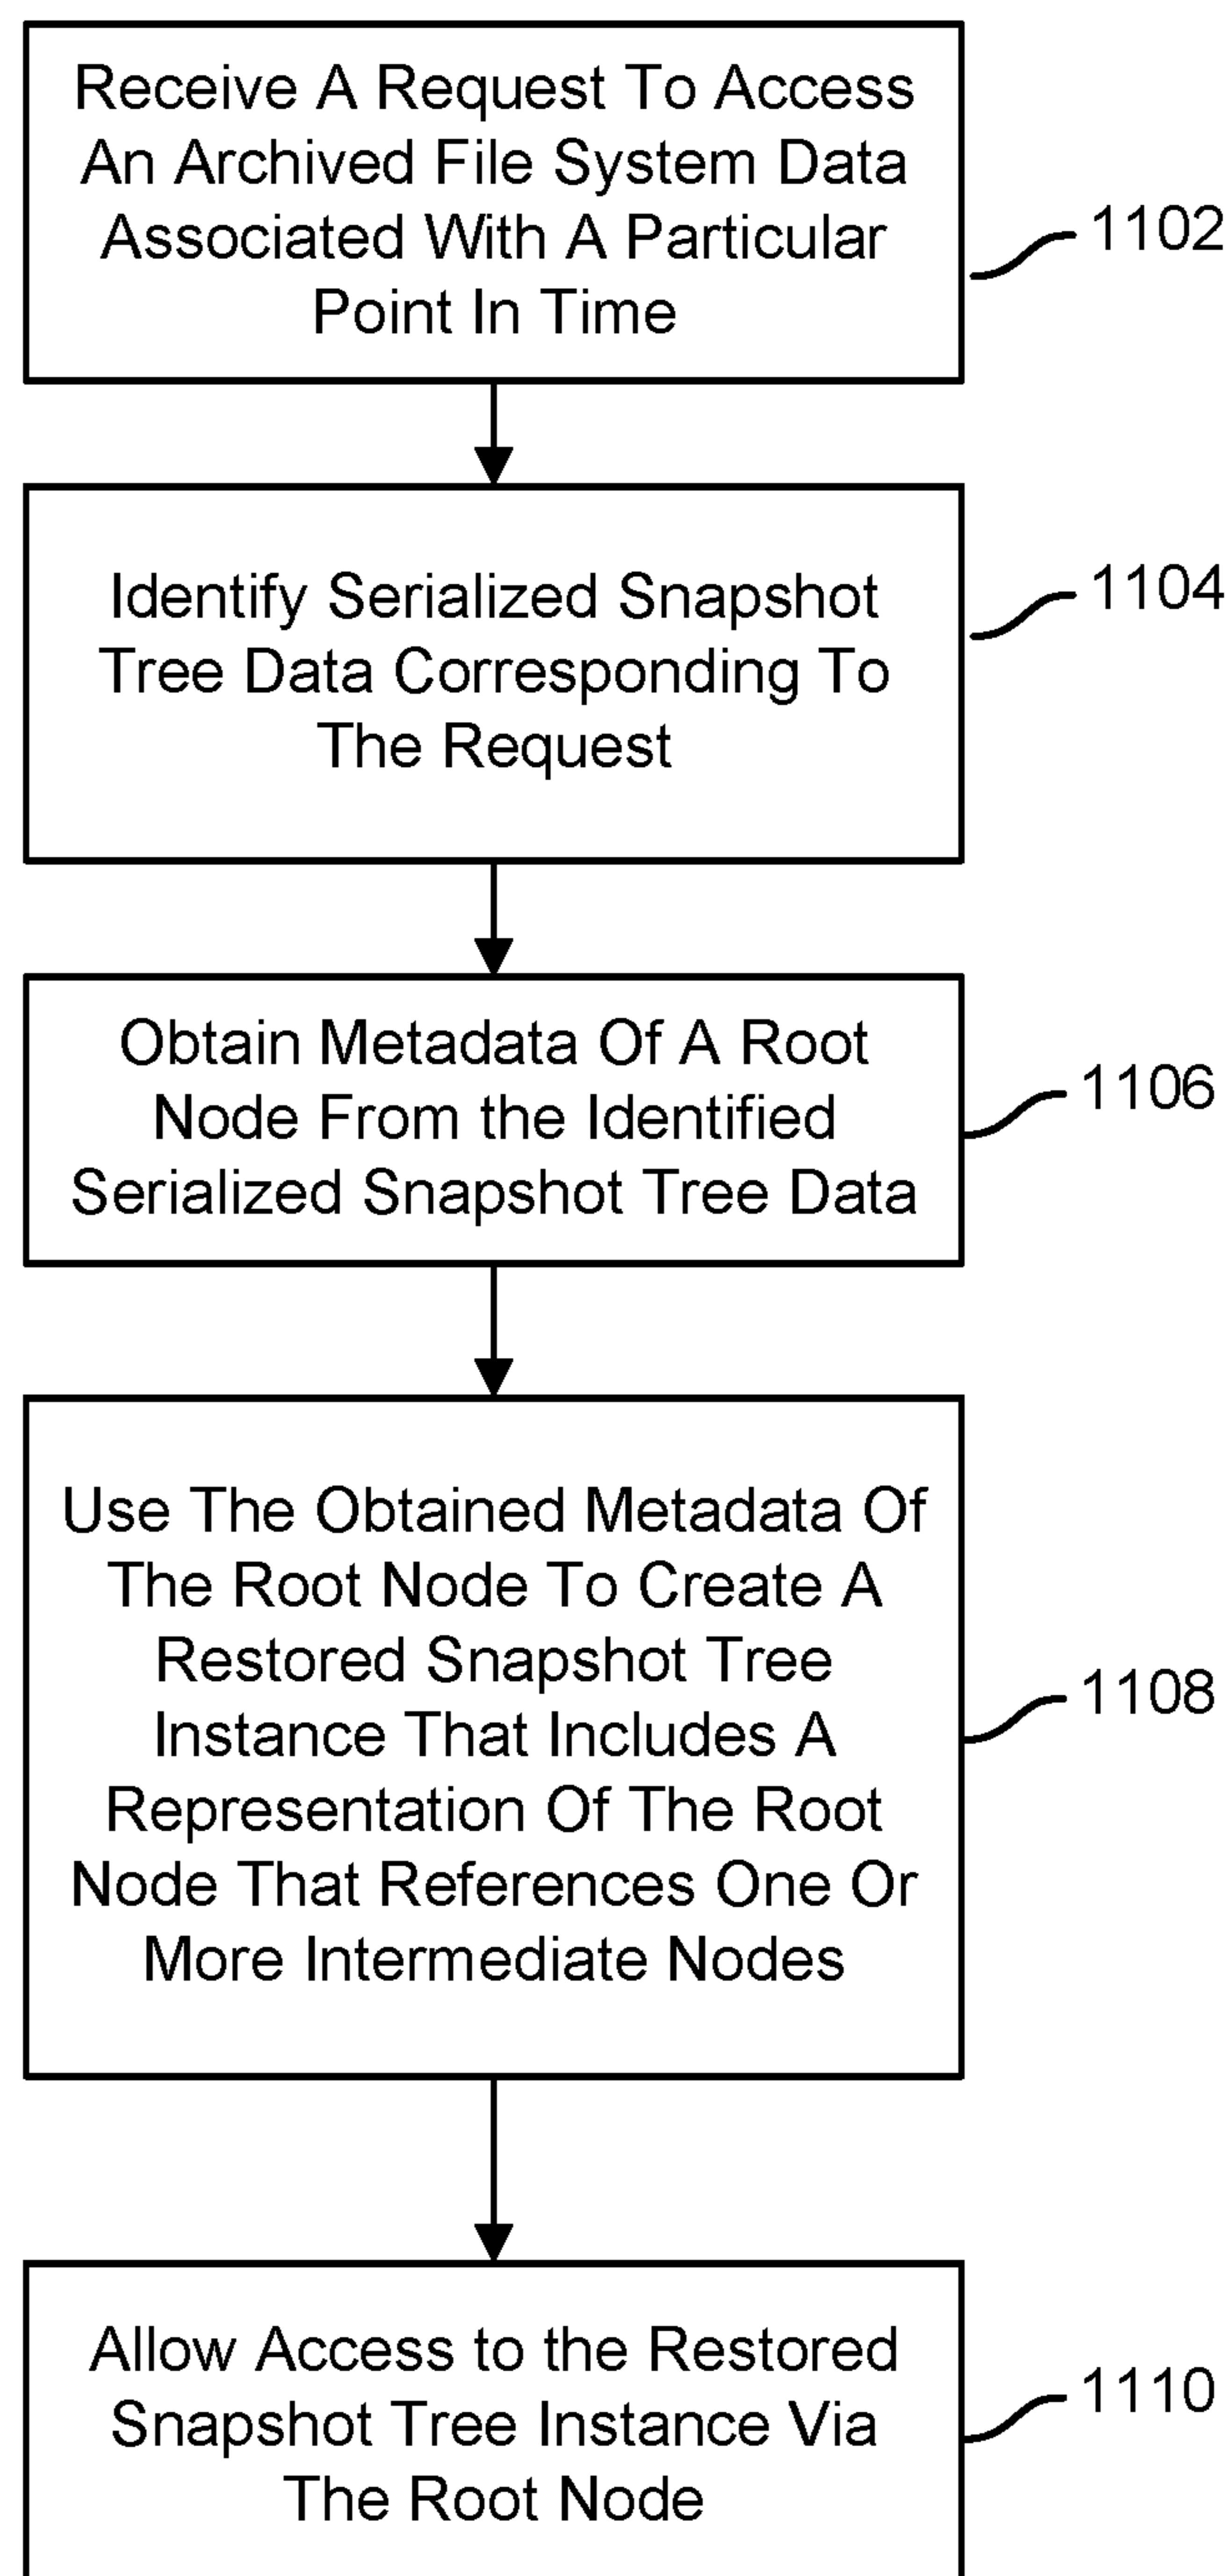 Receive A Request To Access
An Archived File System Data
Associated With A Particular
Point In Time
1102
Identify Serialized Snapshot
Tree Data Corresponding To
The Request
1104
Obtain Metadata Of A Root
Node From the Identified
Serialized Snapshot Tree Data
1106
Use The Obtained Metadata Of
The Root Node To Create A
Restored Snapshot Tree
Instance That Includes A
Representation Of The Root
Node That References One Or
More Intermediate Nodes
1108
Allow Access to the Restored
Snapshot Tree Instance Via
The Root Node
1110